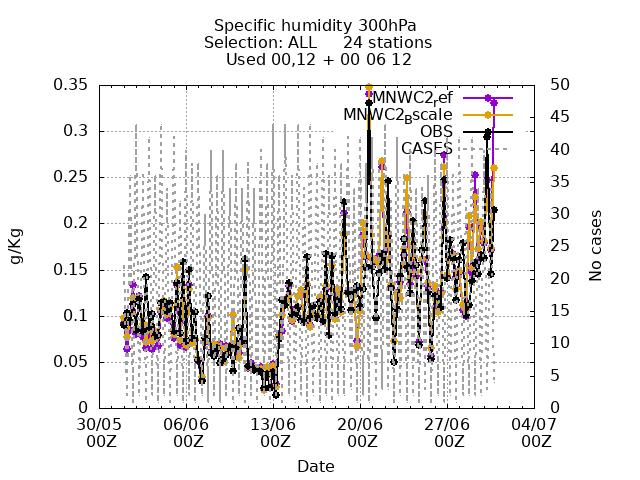 Specific humidity 300hPa
Selection: ALL 24 stations
Used 00,12 + 00 06 12
0.35
0.3
0.25
0.2
0.15
0.1
0.05
0
50
45
40
35
30
25
20
15
10
5
0
MNWC2ref
MNWC2Bscale
OBS
CASES
g/Kg
No cases
30/05 06/06 13/06 20/06 27/06 04/07
00Z 00Z 00Z 00Z 00Z 00Z
Date